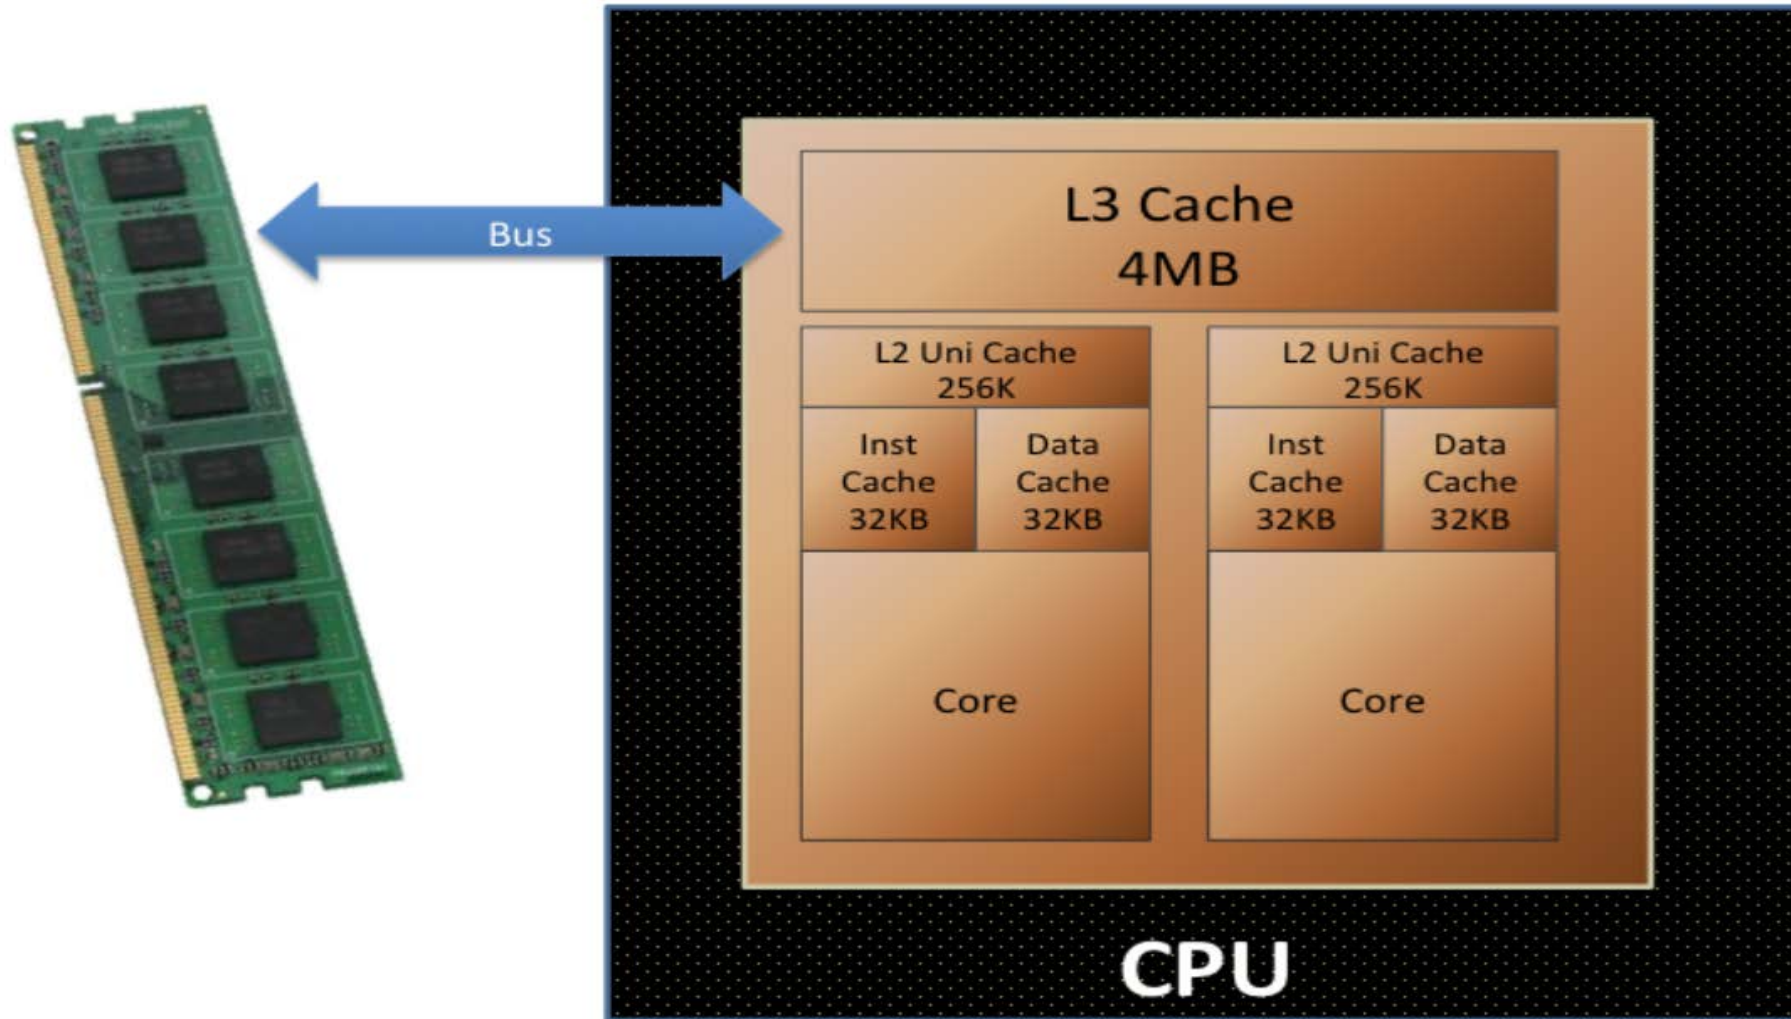 Bus
L3 Cache
4MB
L2 Uni Cache
256K
Inst
Cache
32KB
Data
Cache
32KB
Core
L2 Uni Cache
256K
Inst
Cache
32KB
Data
Cache
32KB
Core
CPU